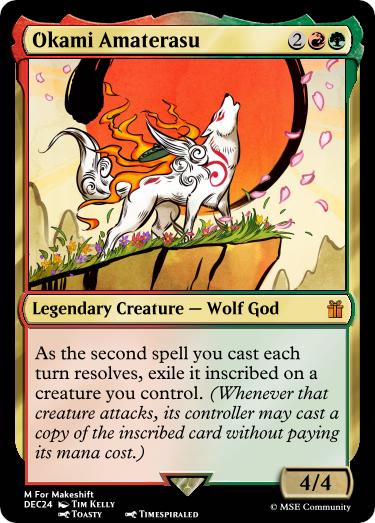 Okami Amaterasu 2
Legendary Creature — Wolf God
As the second spell you cast each
turn resolves, exile it inscribed on a
creature you control. (Whenever that
creature attacks, its controller may cast a
copy of the inscribed card without paying
its mana cost.)
4/4
M For Makeshift
DEC24 Tim Kelly © MSE Community
Toasty Timespiraled